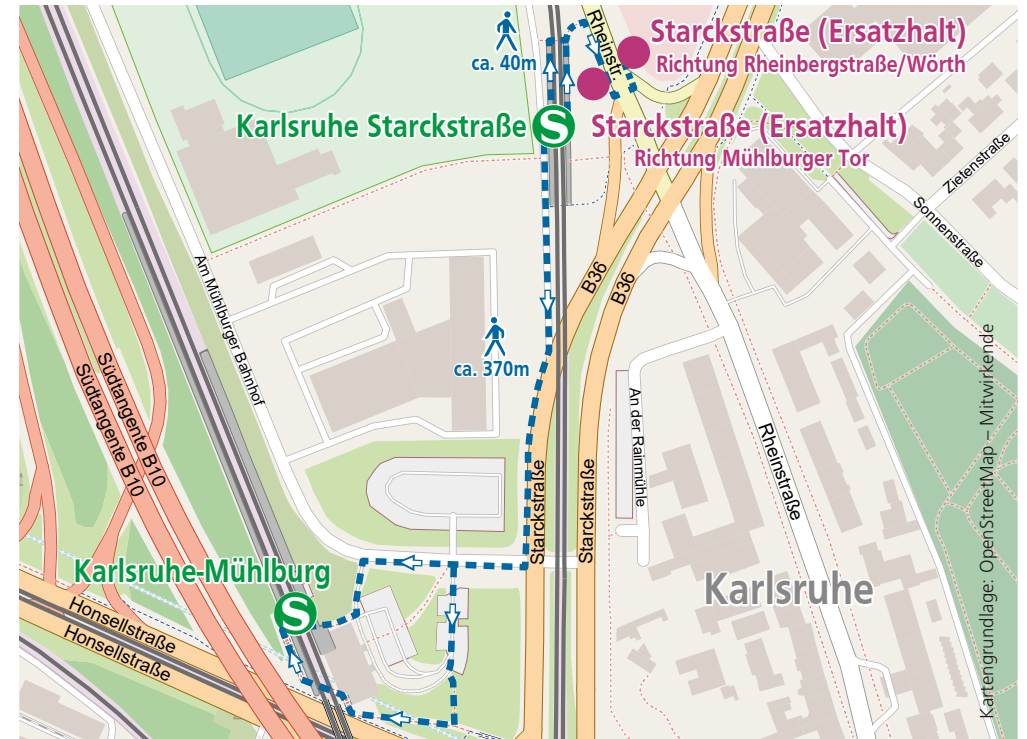 Rheinstr.
Starckstraße (Ersatzhalt)
Richtung Rheinbergstraße/Wörth
ca. 40m
Karlsruhe Starckstraße
S
Starckstraße (Ersatzhalt)
Richtung Mühlburger Tor
Zietenstraße
Sonnenstraße
B36
B36
Am Mühlburger Bahnhof
ca. 370m
Südtangente B10
Südtangente B10
An der Rainmühle
Rheinstraße
Starckstraße
Starckstraße
Karlsruhe-Mühlburg
S
Karlsruhe
Honsellstraße
Honsellstraße
Kartengrundlage: OpenStreetMap – Mitwirkende